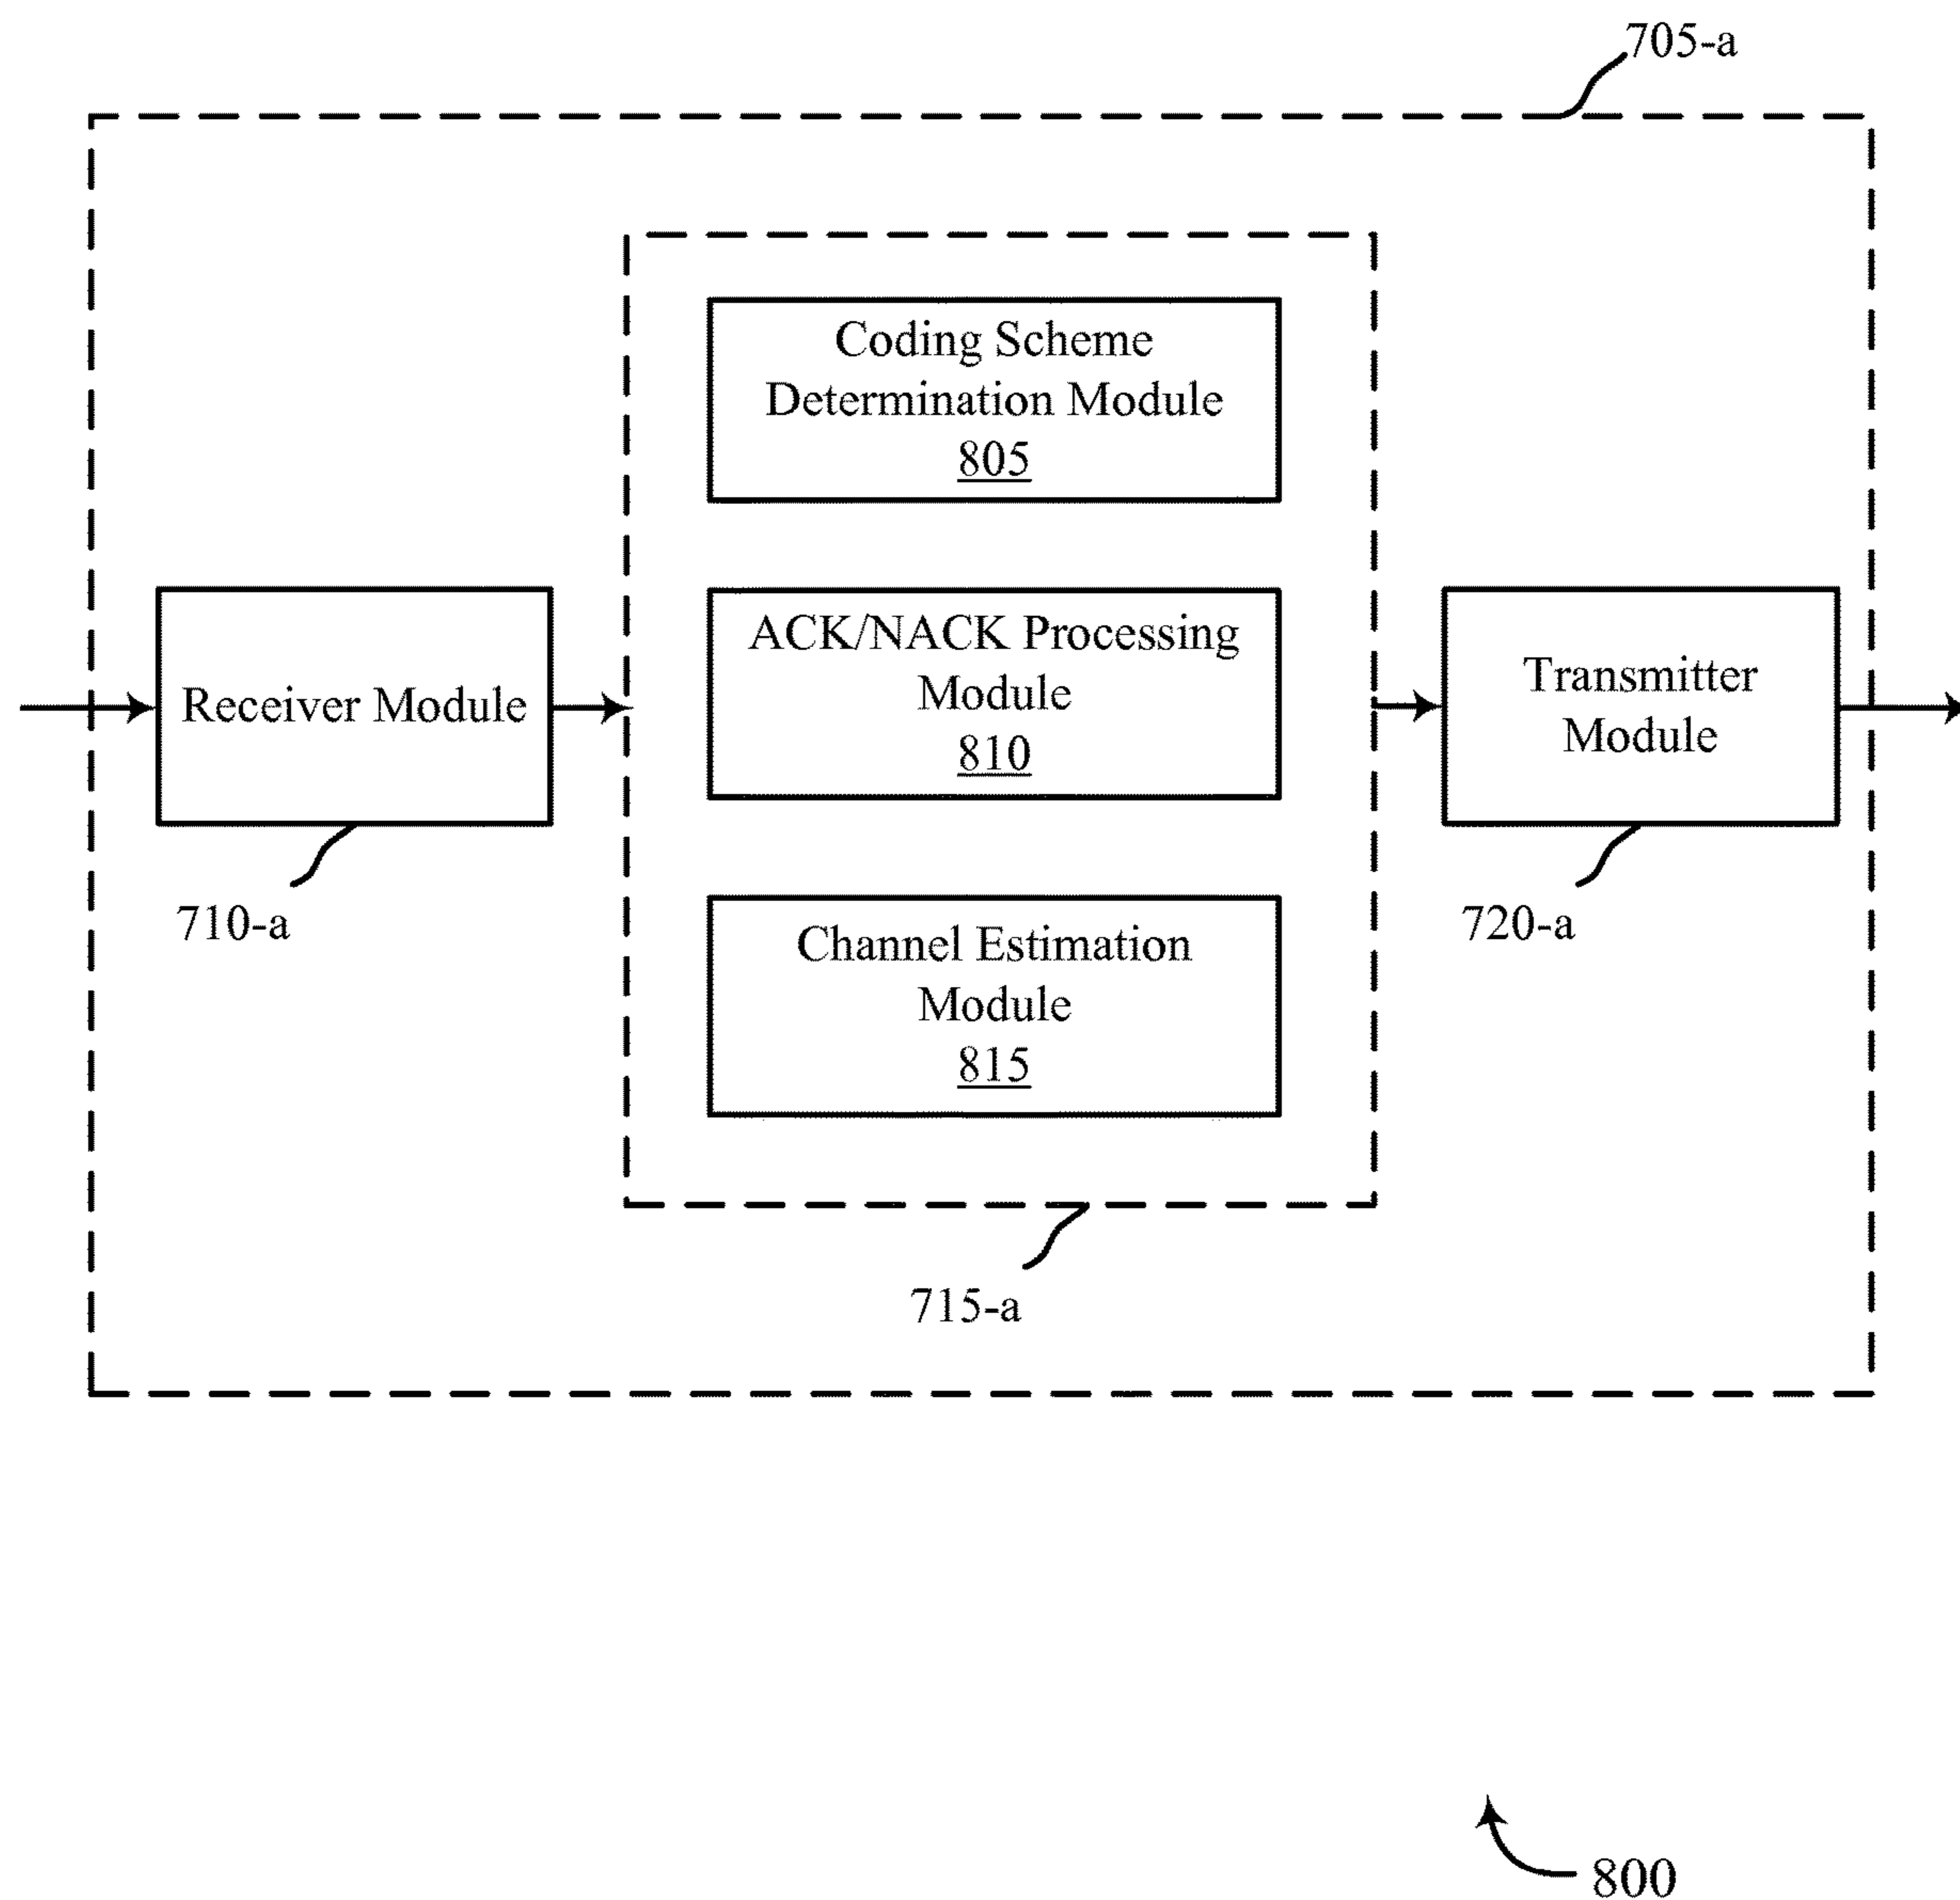 705-a
Coding Scheme
Determination Module
805
ACK/NACK Processing
Module
810
Receiver Module
Transmitter
Module
710-a
720-a
Channel Estimation
Module
815
715-a
800